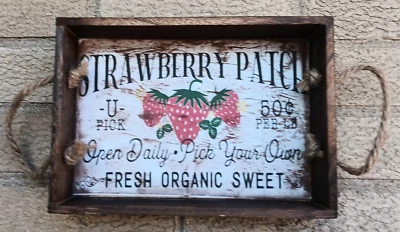 STRAWBERRY PATCH
-U-
PICK
50¢
PER LB
Open Daily • Pick Your Own
FRESH ORGANIC SWEET